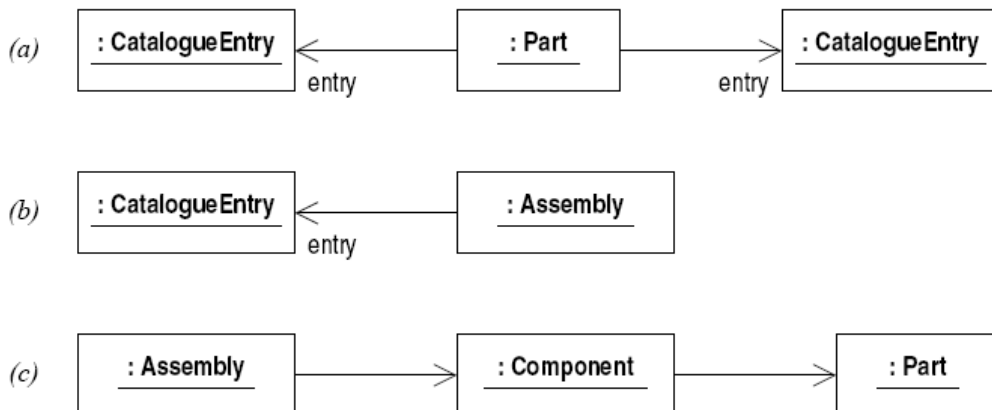 (a) : CatalogueEntry : Part : CatalogueEntry
entry entry
(b) : CatalogueEntry : Assembly
entry
(c) : Assembly : Component : Part